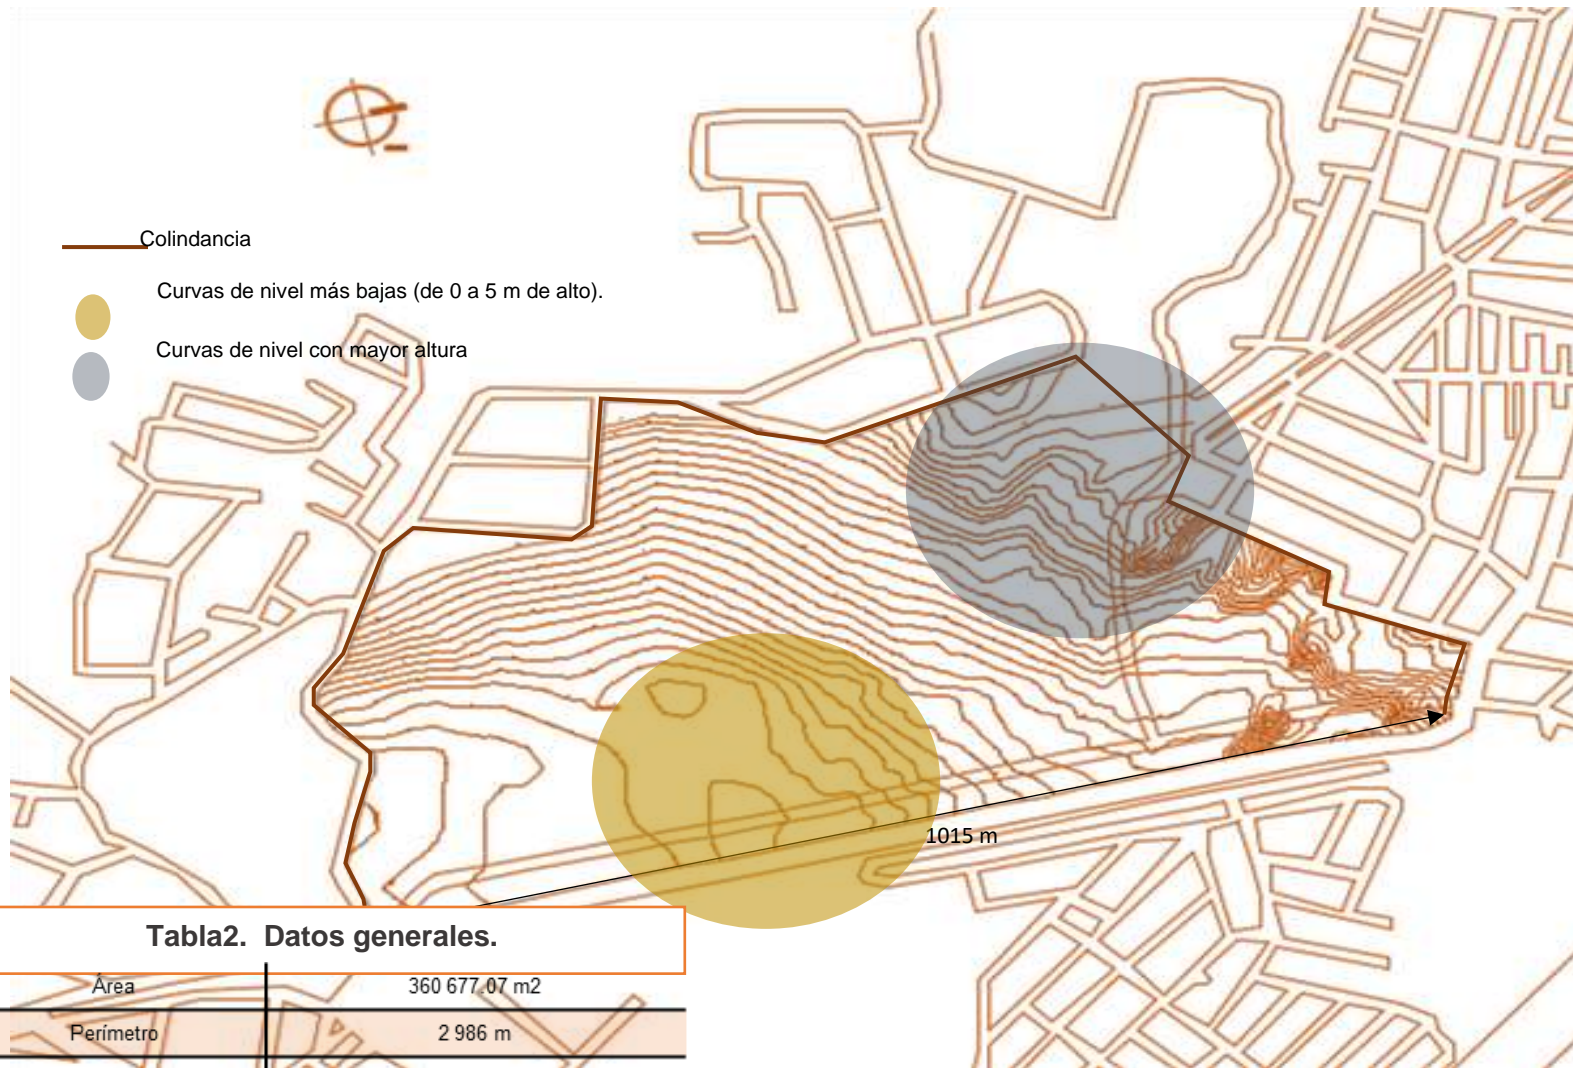 Colindancia
Curvas de nivel más bajas (de 0 a 5 m de alto).
Curvas de nivel con mayor altura
1015 m
Tabla2. Datos generales.
Área 360 677.07 m2
Perímetro 2 986 m